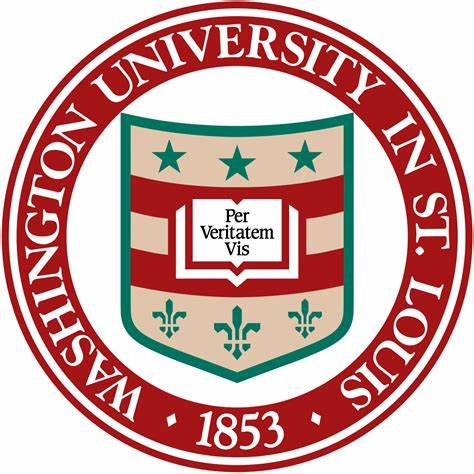 WASHINGTON UNIVERSITY IN ST. LOUIS
Per
Veritatem
Vis
· 1853 ·